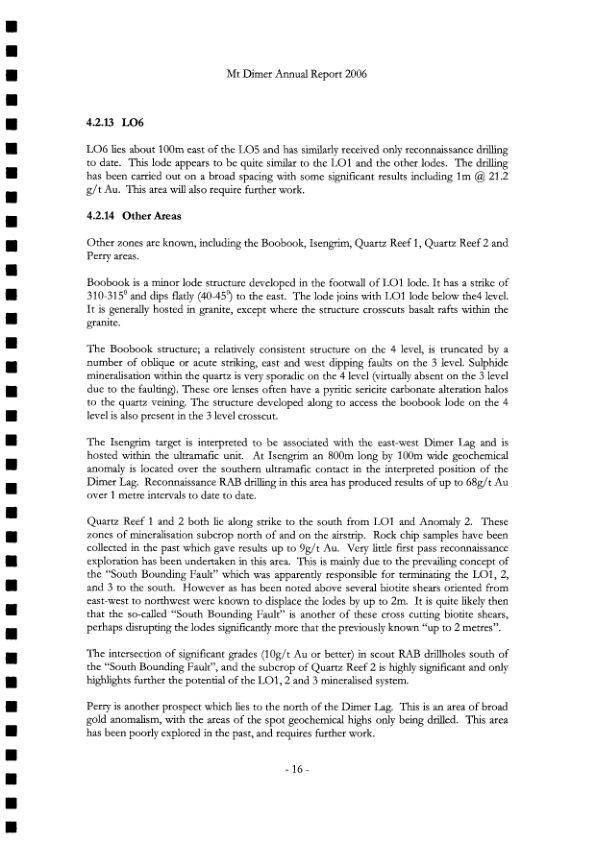 Mt Dimer Annual Report 2006
4.2.13 LO6
LO6 lies about 100m east of the LO5 and has similarly received only reconnaissance drilling
to date. This lode appears to be quite similar to the LO1 and the other lodes. The drilling
has been carried out on a broad spacing with some significant results including 1m @ 21.2
g/t Au. This area will also require further work.
4.2.14 Other Areas
Other zones are known, including the Boobook, Isengrim, Quartz Reef 1, Quartz Reef 2 and
Perry areas.
Boobook is a minor lode structure developed in the footwall of LO1 lode. It has a strike of
310-315⁰ and dips flatly (40-45⁰) to the east. The lode joins with LO1 lode below the4 level.
It is generally hosted in granite, except where the structure crosscuts basalt rafts within the
granite.
The Boobook structure; a relatively consistent structure on the 4 level, is truncated by a
number of oblique or acute striking, east and west dipping faults on the 3 level. Sulphide
mineralisation within the quartz is very sporadic on the 4 level (virtually absent on the 3 level
due to the faulting). These ore lenses often have a pyritic sericite carbonate alteration halos
to the quartz veining. The structure developed along to access the boobook lode on the 4
level is also present in the 3 level crosscut.
The Isengrim target is interpreted to be associated with the east-west Dimer Lag and is
hosted within the ultramafic unit. At Isengrim an 800m long by 100m wide geochemical
anomaly is located over the southern ultramafic contact in the interpreted position of the
Dimer Lag. Reconnaissance RAB drilling in this area has produced results of up to 68g/t Au
over 1 metre intervals to date to date.
Quartz Reef 1 and 2 both lie along strike to the south from LO1 and Anomaly 2. These
zones of mineralisation subcrop north of and on the airstrip. Rock chip samples have been
collected in the past which gave results up to 9g/t Au. Very little first pass reconnaissance
exploration has been undertaken in this area. This is mainly due to the prevailing concept of
the “South Bounding Fault” which was apparently responsible for terminating the LO1, 2,
and 3 to the south. However as has been noted above several biotite shears oriented from
east-west to northwest were known to displace the lodes by up to 2m. It is quite likely then
that the so-called “South Bounding Fault” is another of these cross cutting biotite shears,
perhaps disrupting the lodes significantly more that the previously known “up to 2 metres”.
The intersection of significant grades (10g/t Au or better) in scout RAB drillholes south of
the “South Bounding Fault”, and the subcrop of Quartz Reef 2 is highly significant and only
highlights further the potential of the LO1, 2 and 3 mineralised system.
Perry is another prospect which lies to the north of the Dimer Lag. This is an area of broad
gold anomalism, with the areas of the spot geochemical highs only being drilled. This area
has been poorly explored in the past, and requires further work.
- 16 -